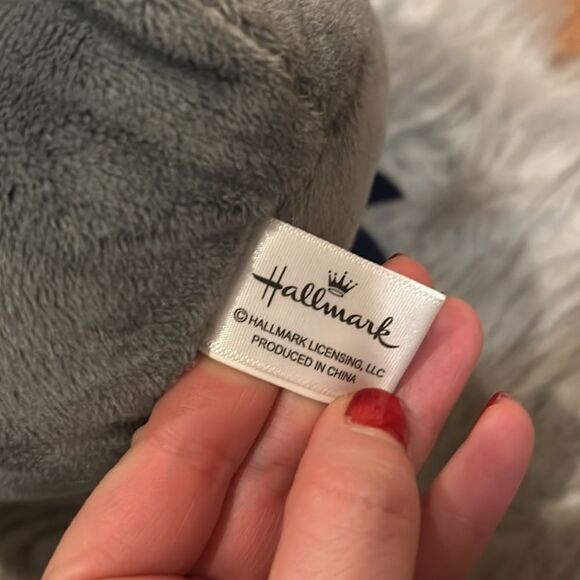 Hallmark
© HALLMARK LICENSING, LLC
PRODUCED IN CHINA